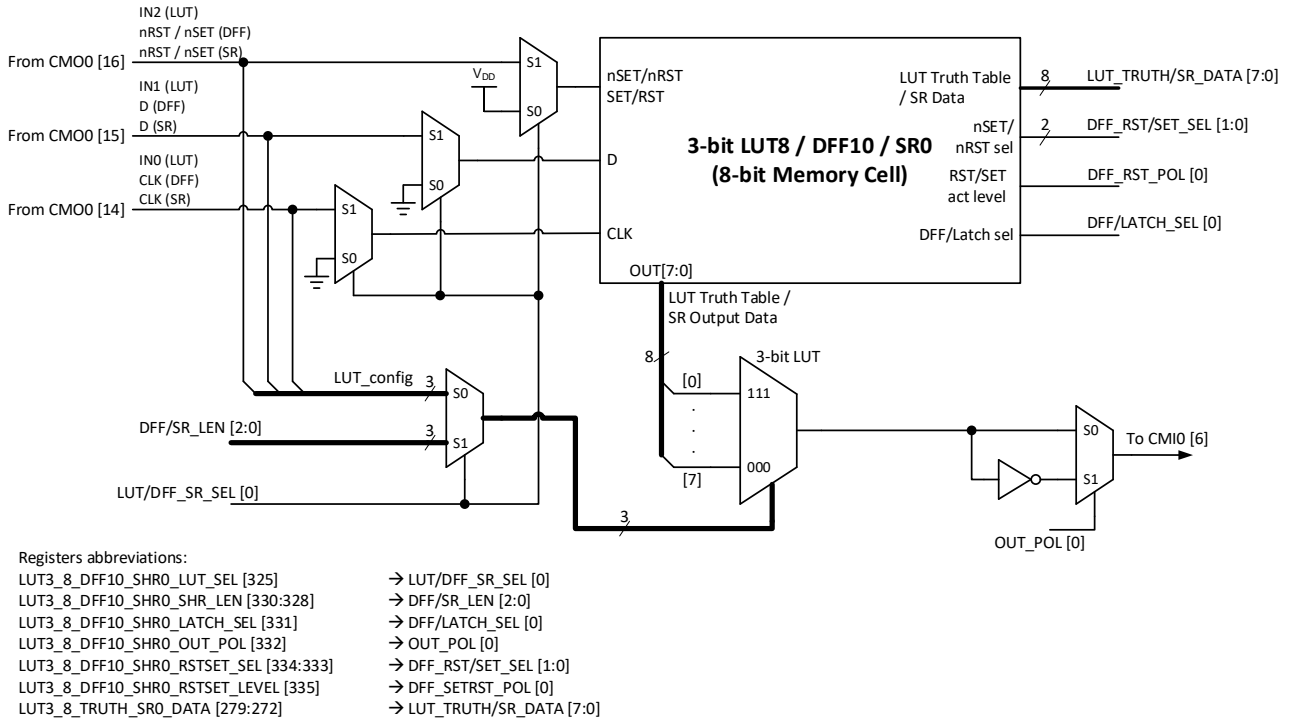 IN2 (LUT)
nRST / nSET (DFF)
nRST / nSET (SR)
From CMO0 [16]
IN1 (LUT)
D (DFF)
D (SR)
From CMO0 [15]
IN0 (LUT)
CLK (DFF)
CLK (SR)
From CMO0 [14]
VDD
S1
S0
S1
S0
S1
S0
nSET/nRST
SET/RST
D
CLK
3-bit LUT8 / DFF10 / SR0
(8-bit Memory Cell)
LUT Truth Table
/ SR Data
nSET/
nRST sel
RST/SET
act level
DFF/Latch sel
OUT[7:0]
8
LUT_TRUTH/SR_DATA [7:0]
2
DFF_RST/SET_SEL [1:0]
DFF_RST_POL [0]
DFF/LATCH_SEL [0]
LUT Truth Table /
SR Output Data
8
3-bit LUT
[0]
111
.
.
.
000
[7]
LUT_config
3
S0
DFF/SR_LEN [2:0]
3
S1
LUT/DFF_SR_SEL [0]
3
S0
S1
To CMI0 [6]
OUT_POL [0]
Registers abbreviations:
LUT3_8_DFF10_SHR0_LUT_SEL [325] → LUT/DFF_SR_SEL [0]
LUT3_8_DFF10_SHR0_SHR_LEN [330:328] → DFF/SR_LEN [2:0]
LUT3_8_DFF10_SHR0_LATCH_SEL [331] → DFF/LATCH_SEL [0]
LUT3_8_DFF10_SHR0_OUT_POL [332] → OUT_POL [0]
LUT3_8_DFF10_SHR0_RSTSET_SEL [334:333] → DFF_RST/SET_SEL [1:0]
LUT3_8_DFF10_SHR0_RSTSET_LEVEL [335] → DFF_SETRST_POL [0]
LUT3_8_TRUTH_SR0_DATA [279:272] → LUT_TRUTH/SR_DATA [7:0]